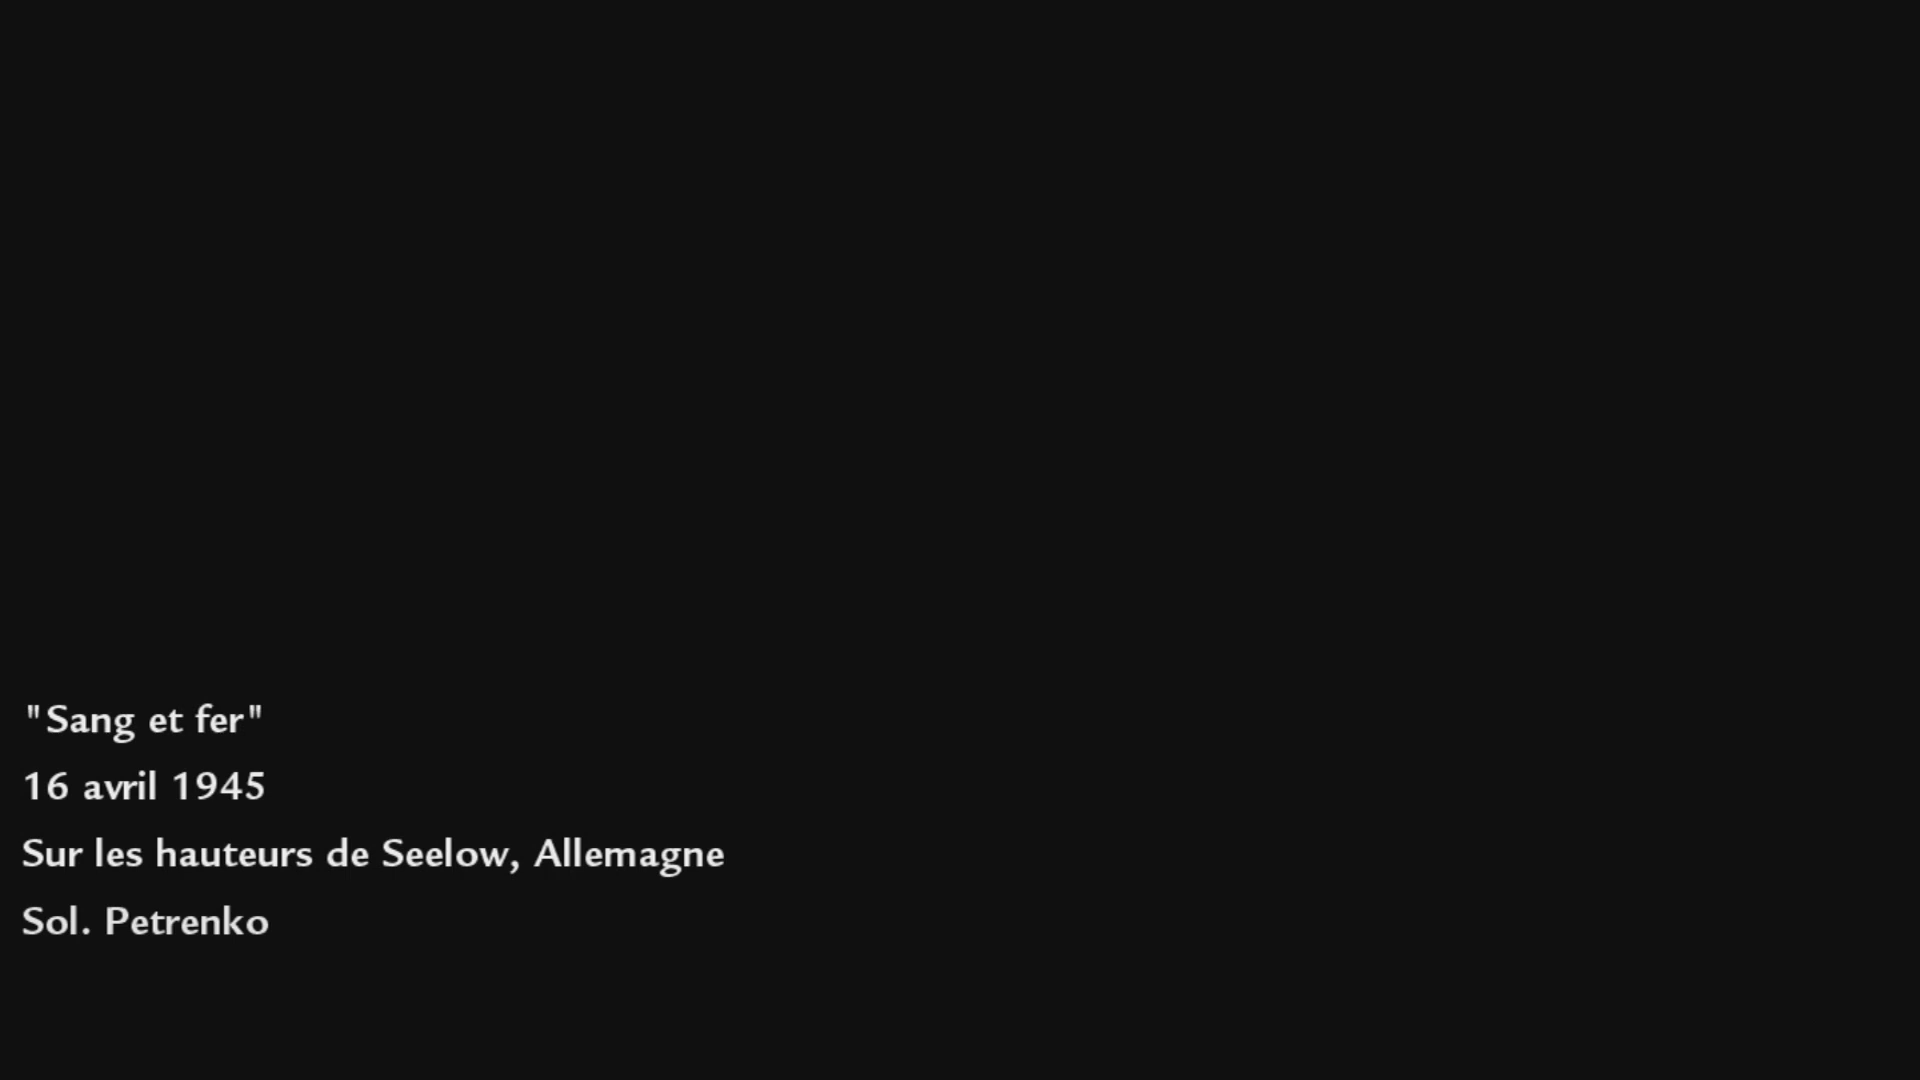 "Sang et fer"
16 avril 1945
Sur les hauteurs de Seelow, Allemagne
Sol. Petrenko